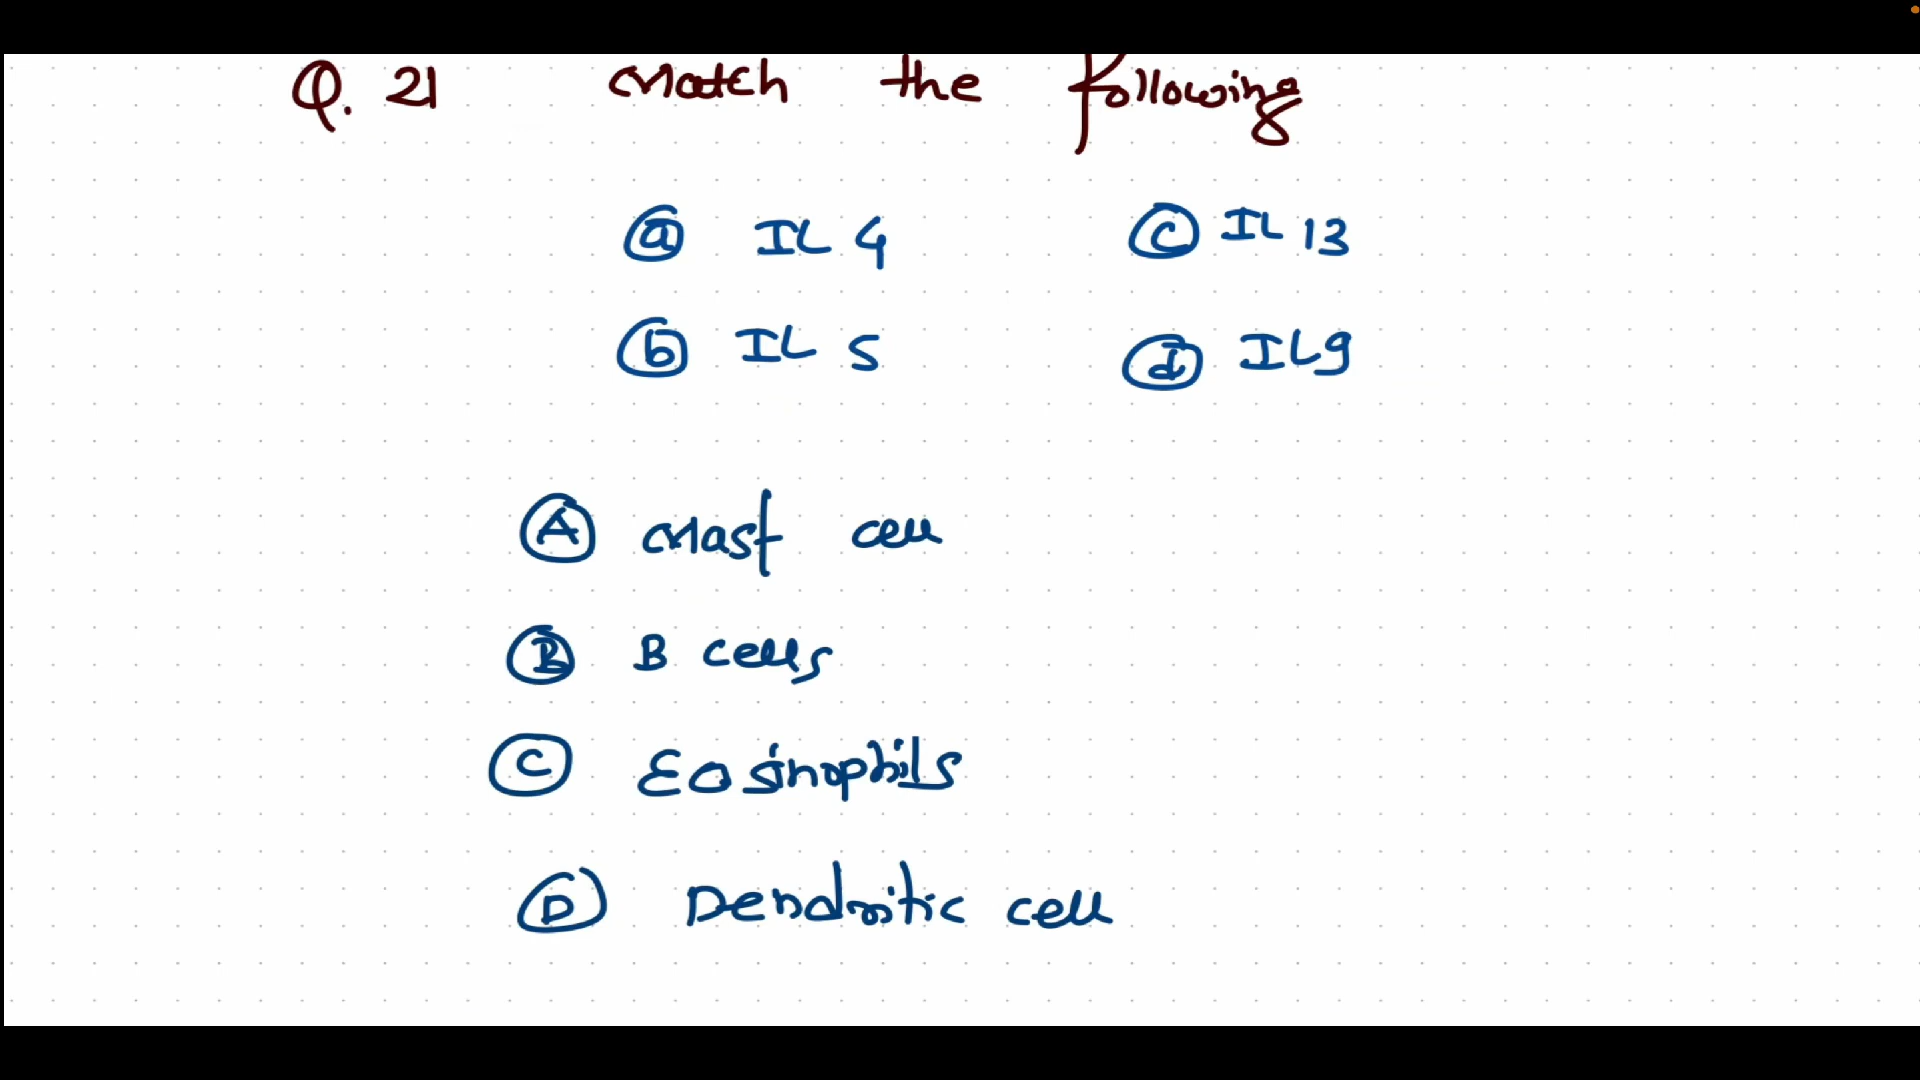 Q. 21 Match the following
a IL 4 c IL 13
b IL 5 d IL9
A Mast cell
B B cells
C Eosinophils
D Dendritic cell